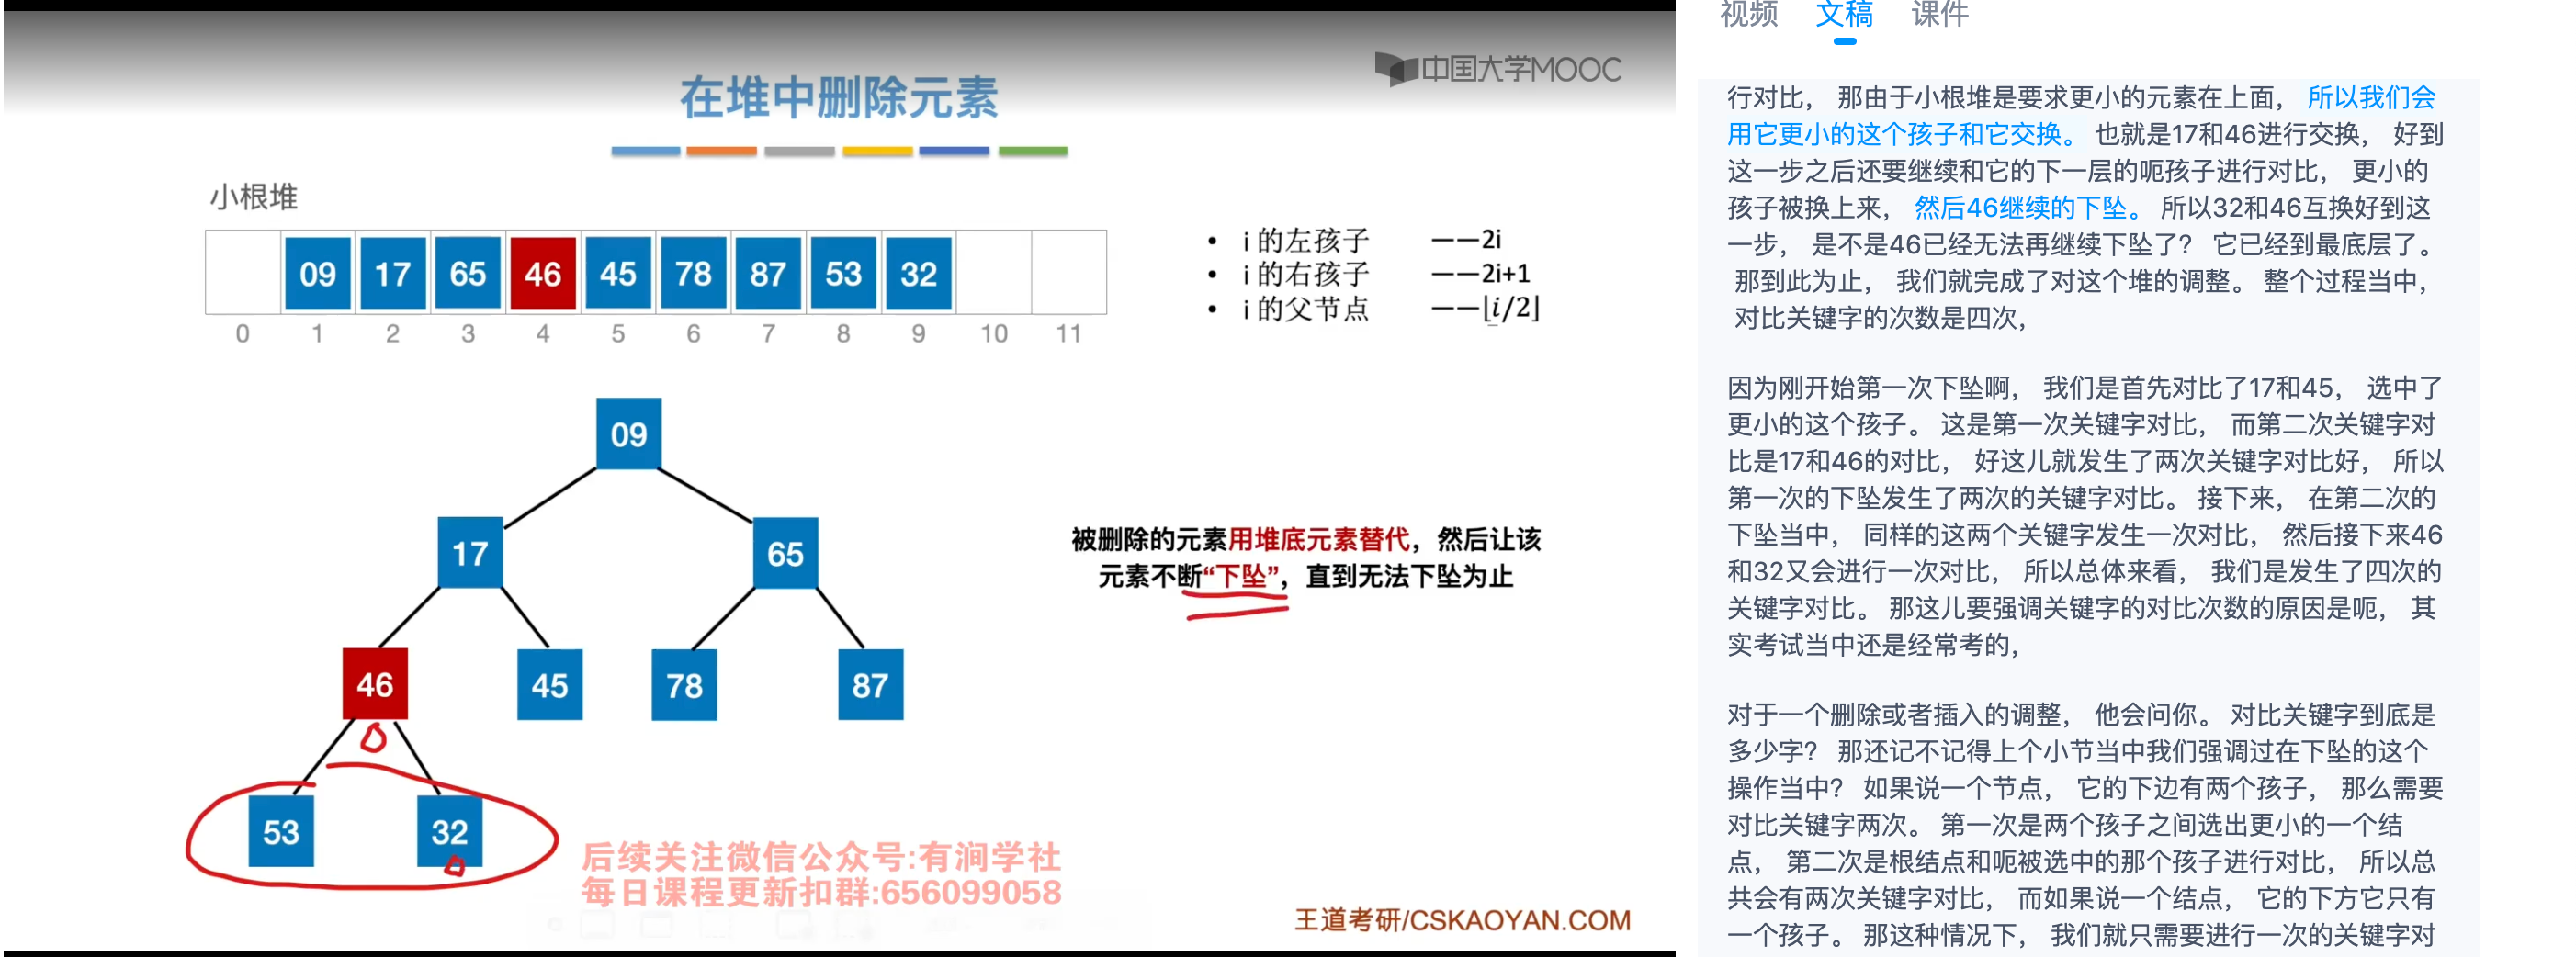 中国大学MOOC
在堆中删除元素
小根堆
09 17 65 46 45 78 87 53 32
0 1 2 3 4 5 6 7 8 9 10 11
• i 的左孩子 ——2i
• i 的右孩子 ——2i+1
• i 的父节点 ——⌊i/2⌋
09
17 65
46 45 78 87
53 32
被删除的元素用堆底元素替代，然后让该
元素不断“下坠”，直到无法下坠为止
后续关注微信公众号:有涧学社
每日课程更新扣群:656099058
王道考研/CSKAOYAN.COM
视频 文稿 课件
行对比， 那由于小根堆是要求更小的元素在上面， 所以我们会
用它更小的这个孩子和它交换。 也就是17和46进行交换， 好到
这一步之后还要继续和它的下一层的呃孩子进行对比， 更小的
孩子被换上来， 然后46继续的下坠。 所以32和46互换好到这
一步， 是不是46已经无法再继续下坠了？ 它已经到最底层了。
那到此为止， 我们就完成了对这个堆的调整。 整个过程当中，
对比关键字的次数是四次，
因为刚开始第一次下坠啊， 我们是首先对比了17和45， 选中了
更小的这个孩子。 这是第一次关键字对比， 而第二次关键字对
比是17和46的对比， 好这儿就发生了两次关键字对比好， 所以
第一次的下坠发生了两次的关键字对比。 接下来， 在第二次的
下坠当中， 同样的这两个关键字发生一次对比， 然后接下来46
和32又会进行一次对比， 所以总体来看， 我们是发生了四次的
关键字对比。 那这儿要强调关键字的对比次数的原因是呃， 其
实考试当中还是经常考的，
对于一个删除或者插入的调整， 他会问你。 对比关键字到底是
多少字？ 那还记不记得上个小节当中我们强调过在下坠的这个
操作当中？ 如果说一个节点， 它的下边有两个孩子， 那么需要
对比关键字两次。 第一次是两个孩子之间选出更小的一个结
点， 第二次是根结点和呃被选中的那个孩子进行对比， 所以总
共会有两次关键字对比， 而如果说一个结点， 它的下方它只有
一个孩子。 那这种情况下， 我们就只需要进行一次的关键字对